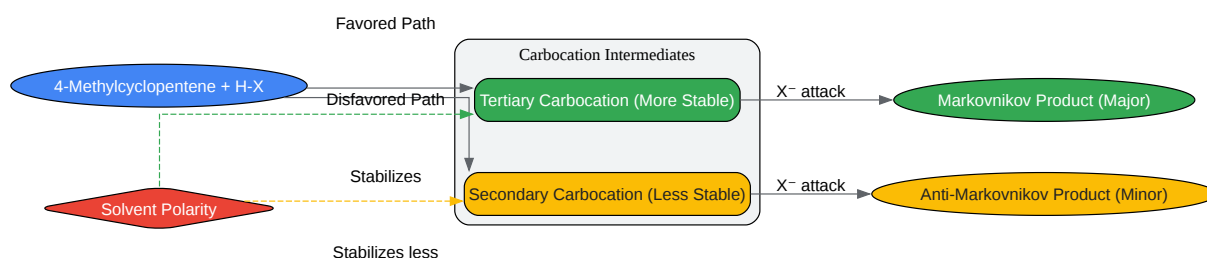 Favored Path
Carbocation Intermediates
4-Methylcyclopentene + H-X
Disfavored Path
Tertiary Carbocation (More Stable)
X⁻ attack
Markovnikov Product (Major)
Stabilizes
Solvent Polarity
Secondary Carbocation (Less Stable)
X⁻ attack
Anti-Markovnikov Product (Minor)
Stabilizes less